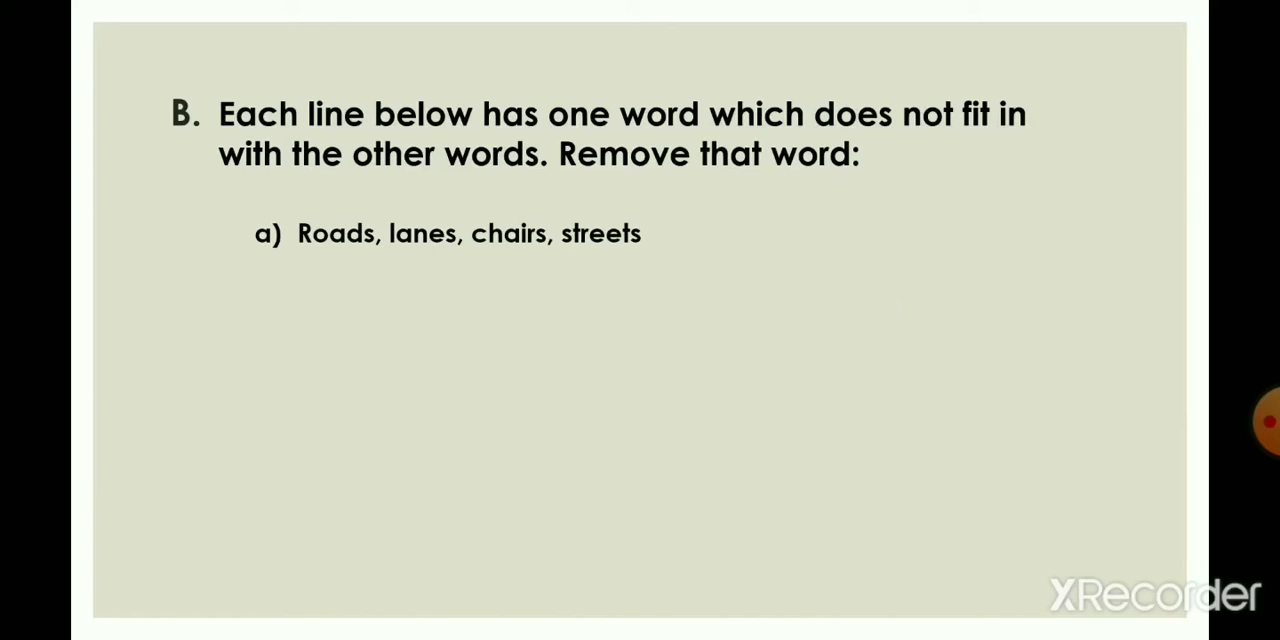 B. Each line below has one word which does not fit in
with the other words. Remove that word:
a) Roads, lanes, chairs, streets
XRecorder